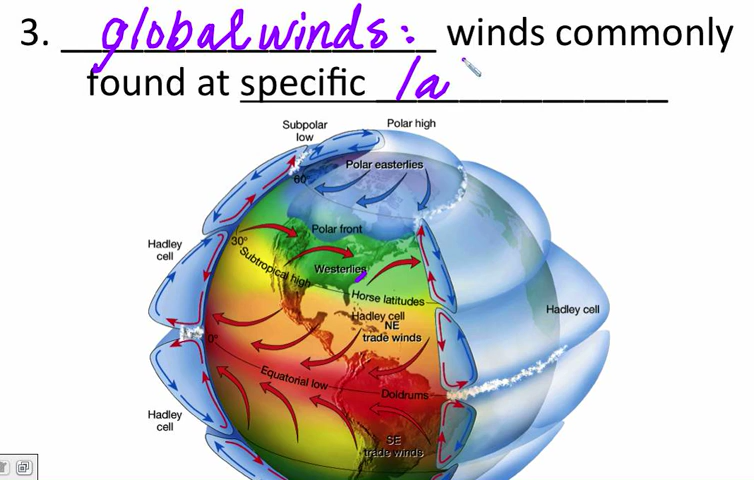 3. global winds: winds commonly
found at specific la
Subpolar
low
Polar high
Polar easterlies
60°
Polar front
30°
Hadley
cell
Subtropical high
Westerlies
Horse latitudes
Hadley cell
NE
trade winds
Hadley cell
0°
Equatorial low
Doldrums
Hadley
cell
SE
trade winds